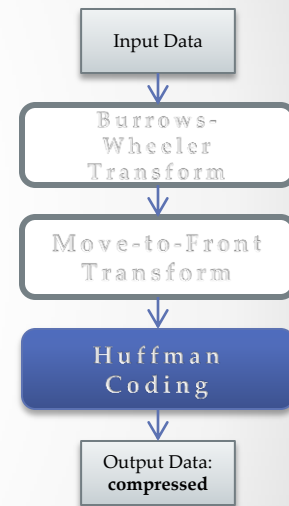 Input Data
Burrows-
Wheeler
Transform
Move-to-Front
Transform
Huffman
Coding
Output Data:
compressed